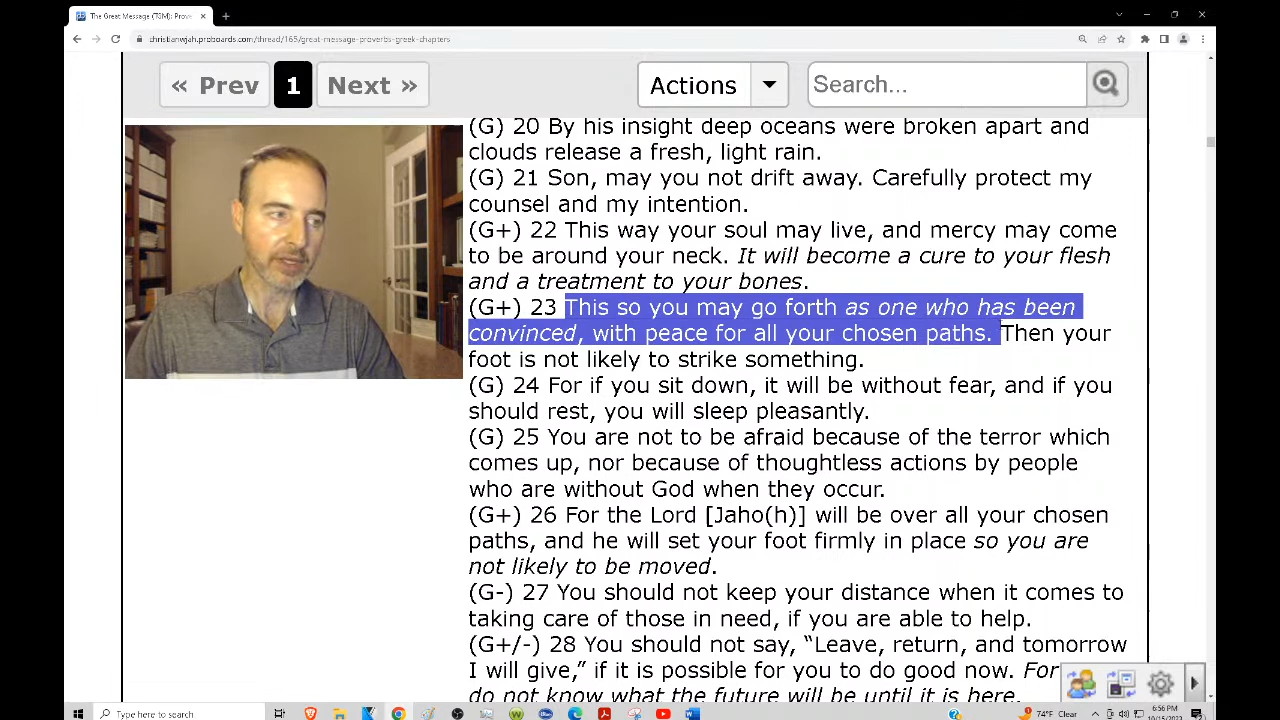 The Great Message (TGM): Prove
christianwjah.proboards.com/thread/165/great-message-proverbs-greek-chapters
« Prev 1 Next »
Actions
Search...
(G) 20 By his insight deep oceans were broken apart and
clouds release a fresh, light rain.
(G) 21 Son, may you not drift away. Carefully protect my
counsel and my intention.
(G+) 22 This way your soul may live, and mercy may come
to be around your neck. It will become a cure to your flesh
and a treatment to your bones.
(G+) 23 This so you may go forth as one who has been
convinced, with peace for all your chosen paths. Then your
foot is not likely to strike something.
(G) 24 For if you sit down, it will be without fear, and if you
should rest, you will sleep pleasantly.
(G) 25 You are not to be afraid because of the terror which
comes up, nor because of thoughtless actions by people
who are without God when they occur.
(G+) 26 For the Lord [Jaho(h)] will be over all your chosen
paths, and he will set your foot firmly in place so you are
not likely to be moved.
(G-) 27 You should not keep your distance when it comes to
taking care of those in need, if you are able to help.
(G+/-) 28 You should not say, “Leave, return, and tomorrow
I will give,” if it is possible for you to do good now. For
do not know what the future will be until it is here.
Type here to search
74°F Clear
6:56 PM
10/15/2023